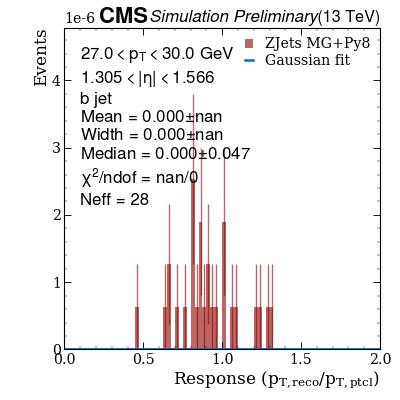 1e-6 CMS Simulation Preliminary (13 TeV)
Events
27.0 < pT < 30.0 GeV
1.305 < |η| < 1.566
b jet
Mean = 0.000±nan
Width = 0.000±nan
Median = 0.000±0.047
χ²/ndof = nan/0
Neff = 28
ZJets MG+Py8
Gaussian fit
4
3
2
1
0
0.0 0.5 1.0 1.5 2.0
Response (pT,reco/pT,ptcl)